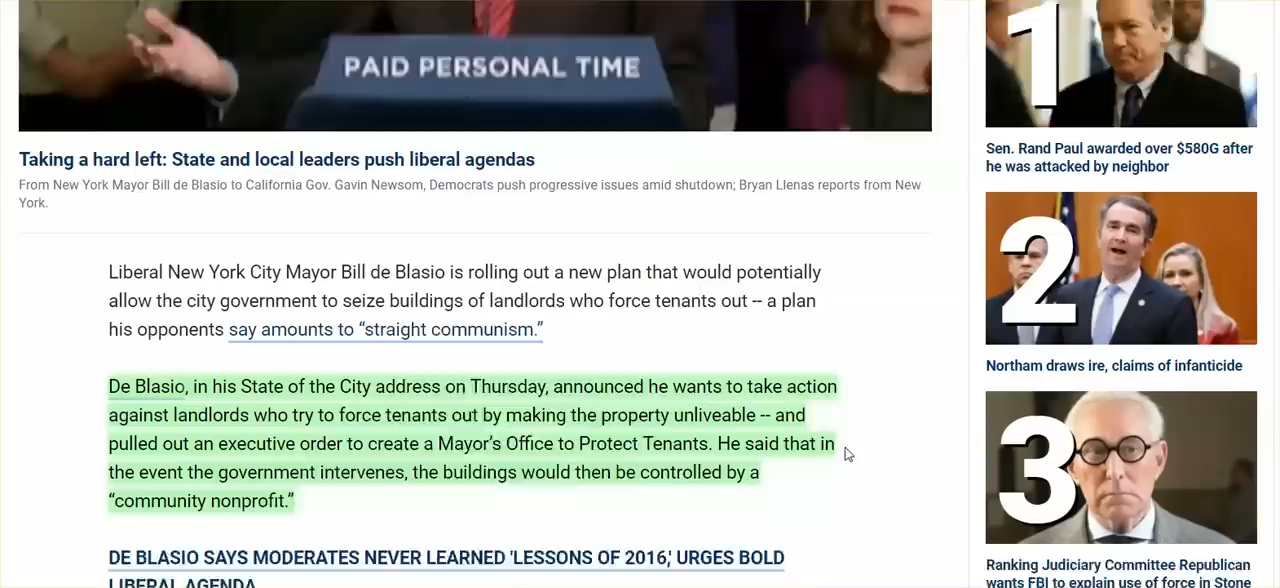 PAID PERSONAL TIME
Taking a hard left: State and local leaders push liberal agendas
From New York Mayor Bill de Blasio to California Gov. Gavin Newsom, Democrats push progressive issues amid shutdown; Bryan Llenas reports from New
York.
Liberal New York City Mayor Bill de Blasio is rolling out a new plan that would potentially
allow the city government to seize buildings of landlords who force tenants out -- a plan
his opponents say amounts to “straight communism.”
De Blasio, in his State of the City address on Thursday, announced he wants to take action
against landlords who try to force tenants out by making the property unliveable -- and
pulled out an executive order to create a Mayor’s Office to Protect Tenants. He said that in
the event the government intervenes, the buildings would then be controlled by a
“community nonprofit.”
DE BLASIO SAYS MODERATES NEVER LEARNED 'LESSONS OF 2016,' URGES BOLD
LIBERAL AGENDA
1
Sen. Rand Paul awarded over $580G after
he was attacked by neighbor
2
Northam draws ire, claims of infanticide
3
Ranking Judiciary Committee Republican
wants FBI to explain use of force in Stone